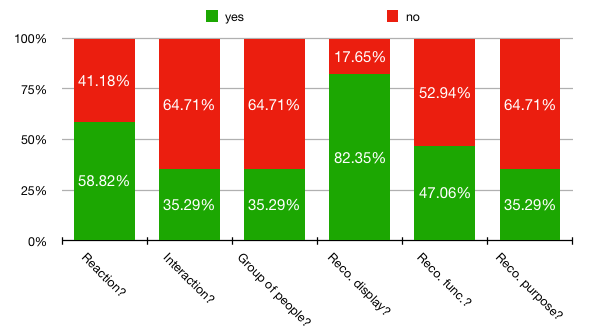 yes no
100%
41.18% 64.71% 64.71% 17.65% 52.94% 64.71%
75%
50%
58.82% 35.29% 35.29% 82.35% 47.06% 35.29%
25%
0%
Reaction? Interaction? Group of people? Reco. display? Reco. func.? Reco. purpose?